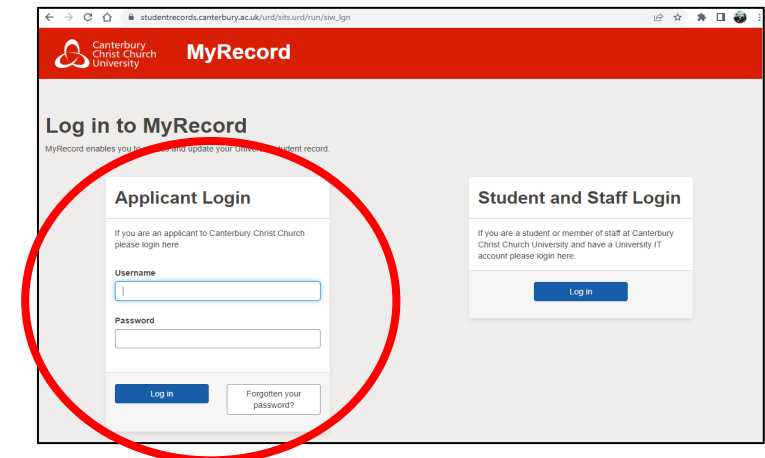 studentrecords.canterbury.ac.uk/urd/sits.urd/run/siw_lgn
Canterbury
Christ Church
University
MyRecord
Log in to MyRecord
MyRecord enables you to and update your University student record.
Applicant Login
If you are an applicant to Canterbury Christ Church
please login here.
Username
Password
Log in
Forgotten your
password?
Student and Staff Login
If you are a student or member of staff at Canterbury
Christ Church University and have a University IT
account please login here.
Log in